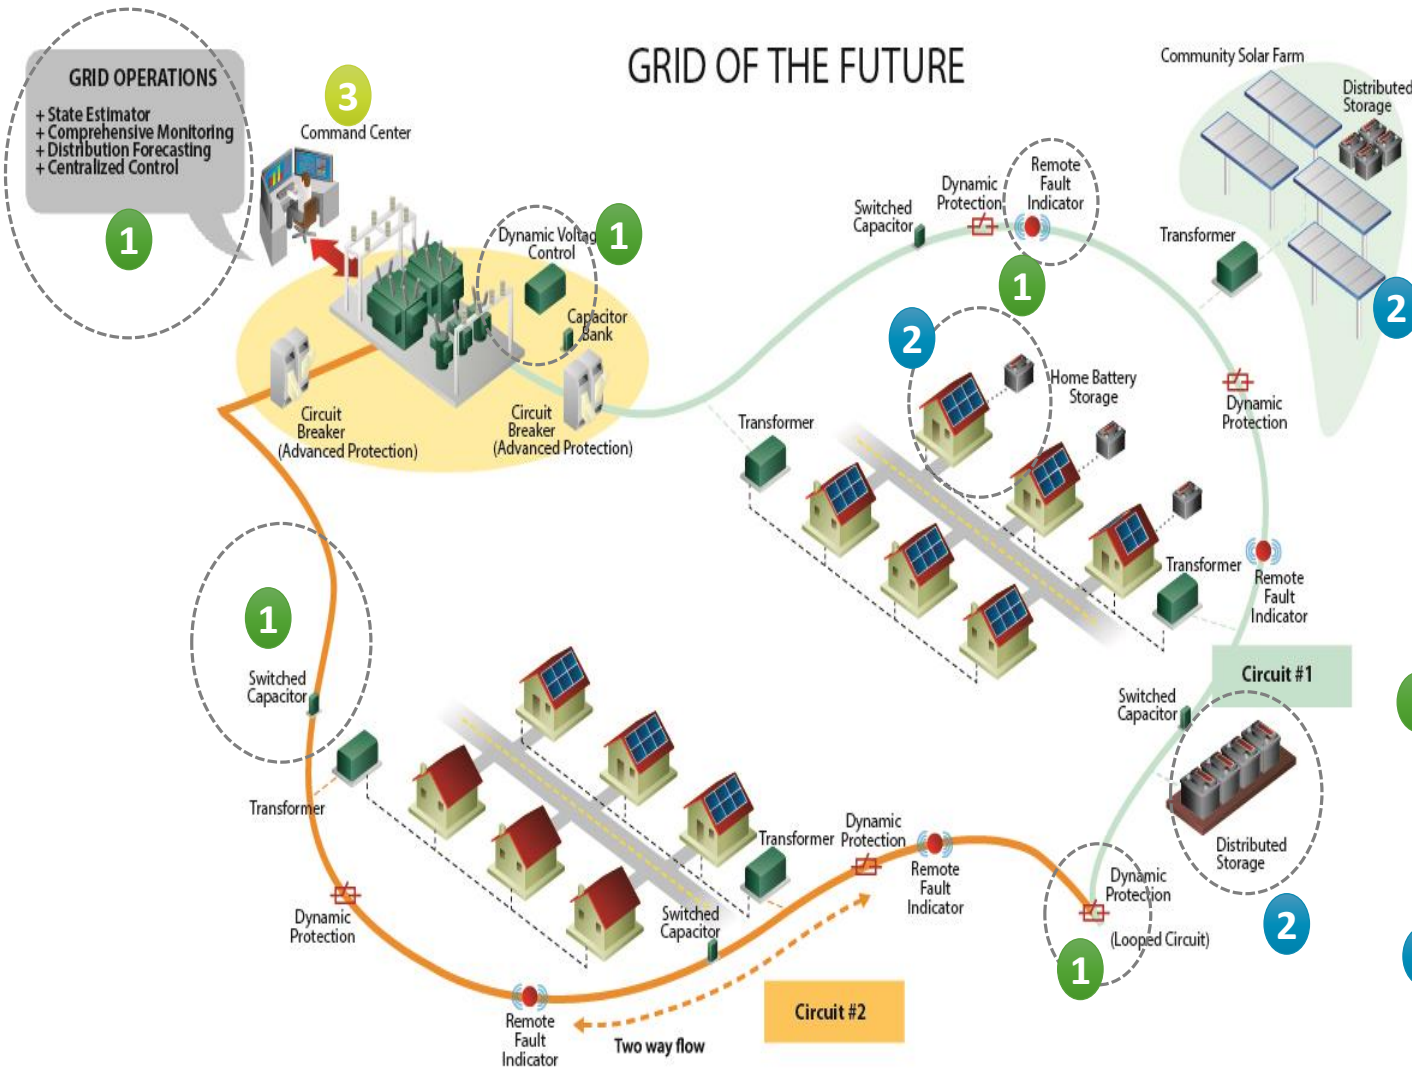 GRID OF THE FUTURE
GRID OPERATIONS
+ State Estimator
+ Comprehensive Monitoring
+ Distribution Forecasting
+ Centralized Control
1
3
Command Center
Dynamic Voltag
Control
1
Capacitor
Bank
Circuit
Breaker
(Advanced Protection)
Circuit
Breaker
(Advanced Protection)
Switched
Capacitor
Dynamic
Protection
Remote
Fault
Indicator
1
Community Solar Farm
Distributed
Storage
Transformer
2
2
Home Battery
Storage
Transformer
Dynamic
Protection
Transformer
Remote
Fault
Indicator
Circuit #1
Switched
Capacitor
Distributed
Storage
2
1
Switched
Capacitor
Transformer
Dynamic
Protection
Remote
Fault
Indicator
Switched
Capacitor
Transformer
Dynamic
Protection
Remote
Fault
Indicator
Dynamic
Protection
(Looped Circuit)
1
Circuit #2
Two way flow